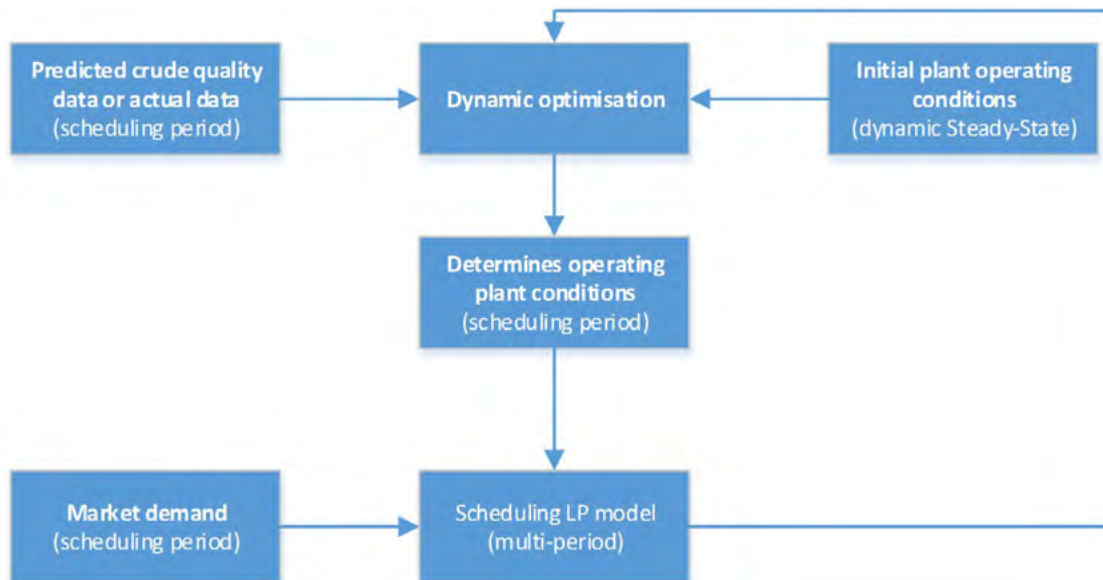 Predicted crude quality
data or actual data
(scheduling period)
Dynamic optimisation
Initial plant operating
conditions
(dynamic Steady-State)
Determines operating
plant conditions
(scheduling period)
Market demand
(scheduling period)
Scheduling LP model
(multi-period)